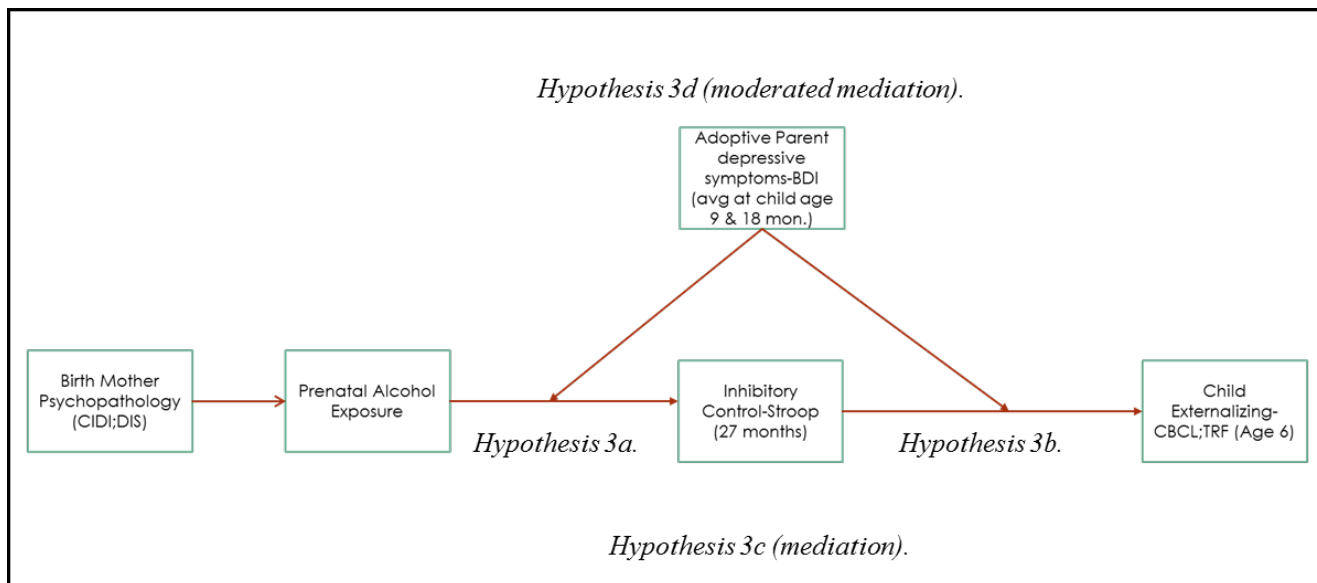 Hypothesis 3d (moderated mediation).
Adoptive Parent
depressive
symptoms-BDI
(avg at child age
9 & 18 mon.)
Birth Mother
Psychopathology
(CIDI;DIS)
Prenatal Alcohol
Exposure
Inhibitory
Control-Stroop
(27 months)
Child
Externalizing-
CBCL;TRF (Age 6)
Hypothesis 3a.
Hypothesis 3b.
Hypothesis 3c (mediation).